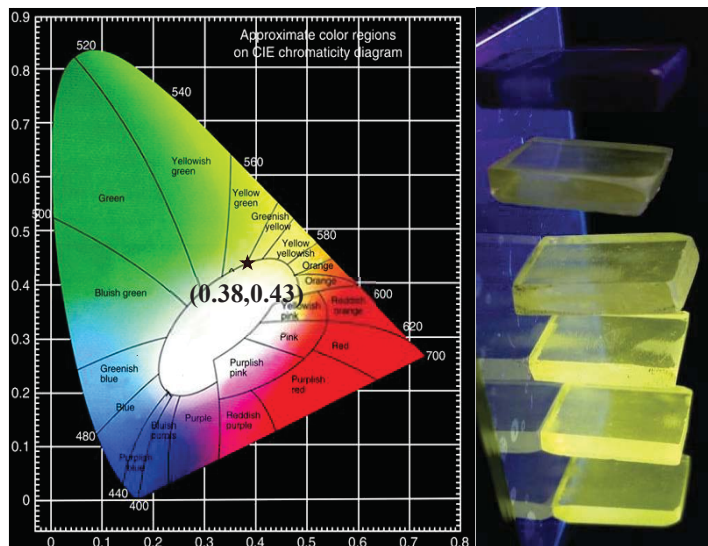 Approximate color regions
on CIE chromaticity diagram
0.9
0.8
0.7
0.6
0.5
0.4
0.3
0.2
0.1
0
0
0.1
0.2
0.3
0.4
0.5
0.6
0.7
0.8
520
540
560
580
600
620
700
500
480
440
400
Green
Yellowish
green
Yellow
green
Greenish
yellow
Yellow
yellowish
Orange
Orange
Reddish
orange
Yellowish
pink
(0.38,0.43)
Bluish green
Pink
Red
Greenish
blue
Purplish
pink
Purplish
red
Blue
Bluish
Purple
Reddish
purple
Purplish
blue